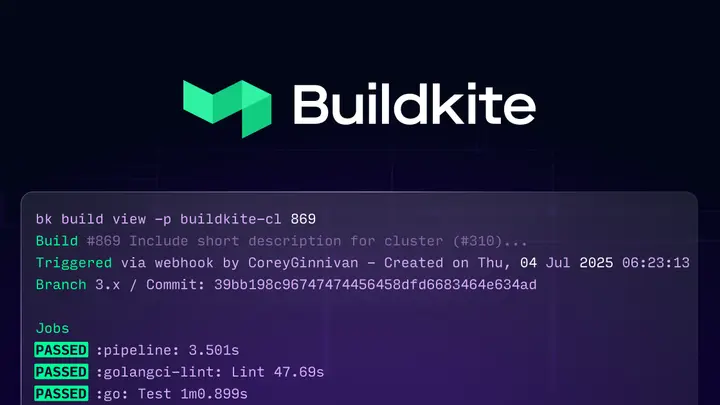 Buildkite
bk build view -p buildkite-cl 869
Build #869 Include short description for cluster (#310)...
Triggered via webhook by CoreyGinnivan - Created on Thu, 04 Jul 2025 06:23:13
Branch 3.x / Commit: 39bb198c96747474456458dfd6683464e634ad
Jobs
PASSED :pipeline: 3.501s
PASSED :golangci-lint: Lint 47.69s
PASSED :go: Test 1m0.899s